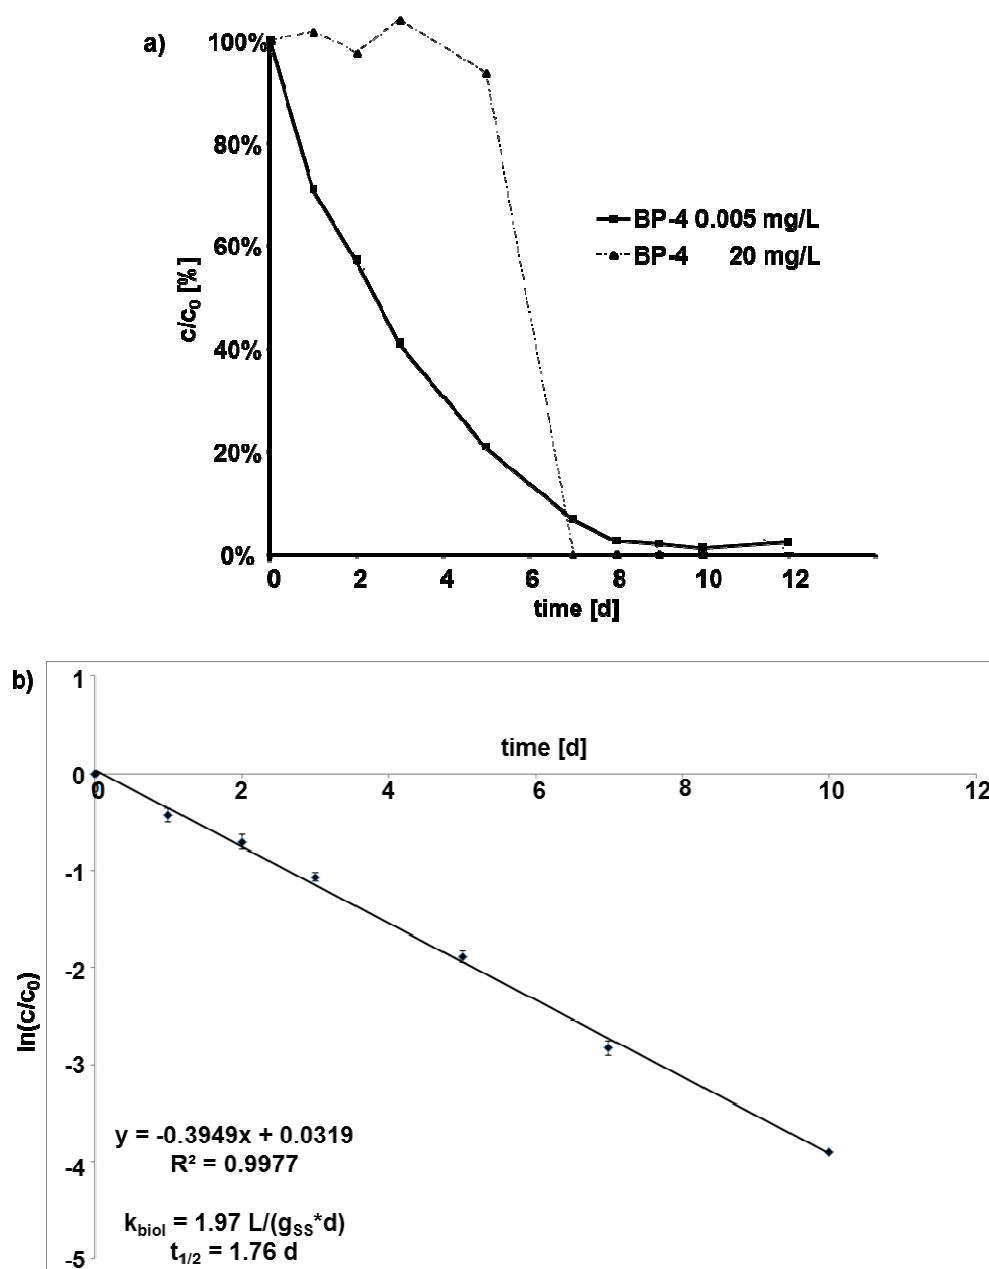 a)
100%
80%
60%
40%
20%
0%
c/c0 [%]
BP-4 0.005 mg/L
BP-4 20 mg/L
0 2 4 6 8 10 12
time [d]
b)
1
0
-1
-2
-3
-4
-5
ln(c/c0)
time [d]
0 2 4 6 8 10 12
y = -0.3949x + 0.0319
R² = 0.9977
kbiol = 1.97 L/(gSS*d)
t1/2 = 1.76 d